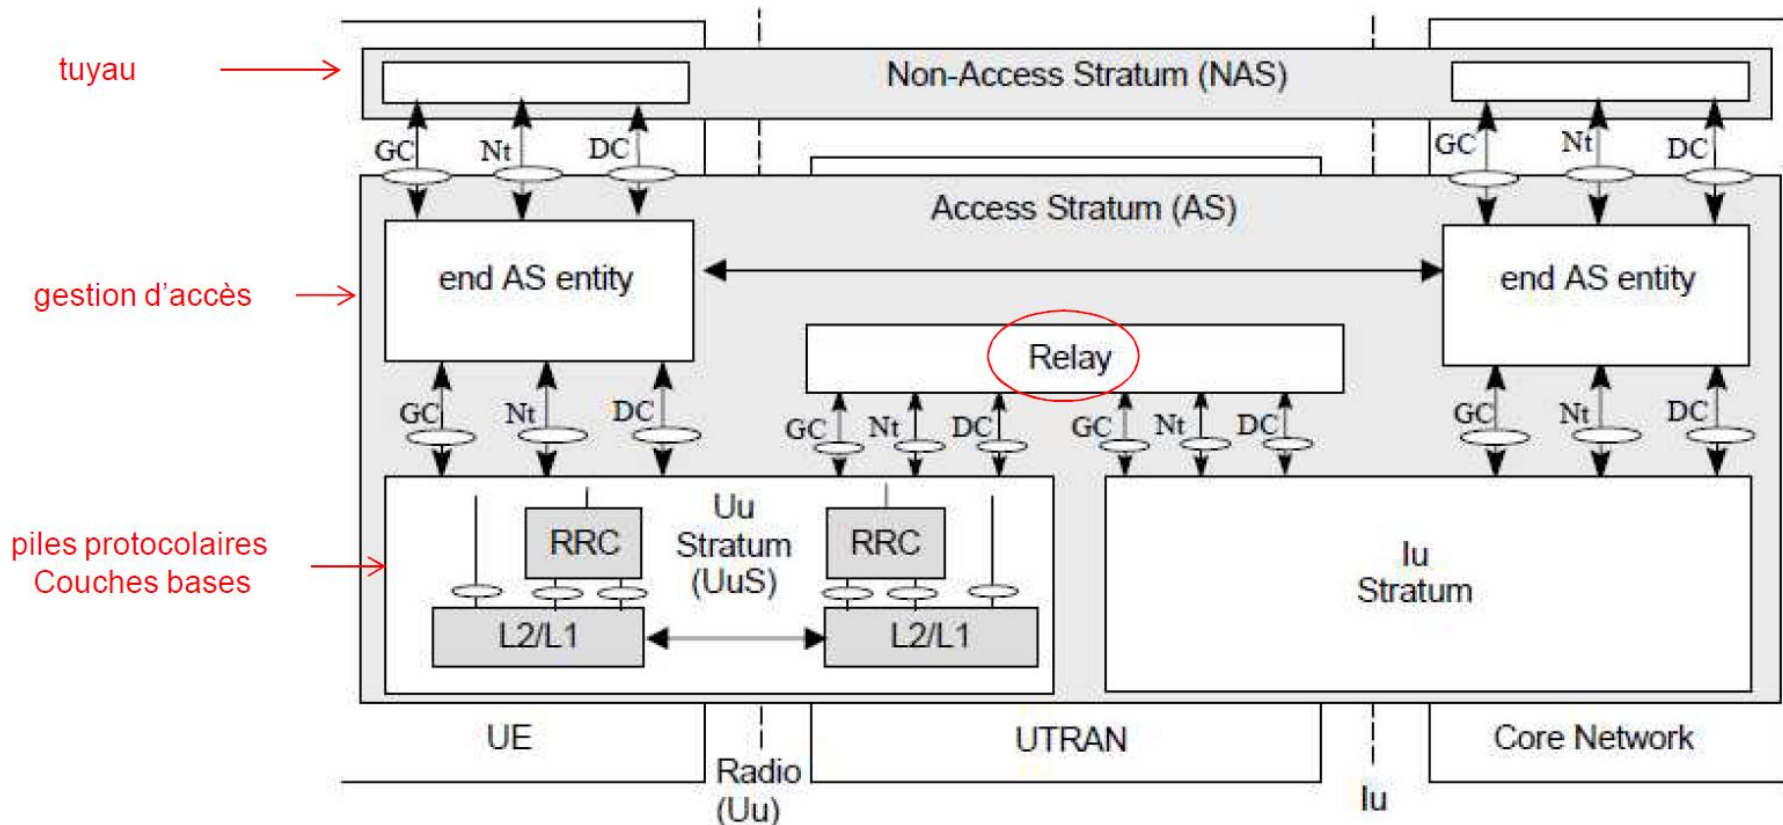 tuyau
Non-Access Stratum (NAS)
GC
Nt
DC
GC
Nt
DC
Access Stratum (AS)
gestion d'accès
end AS entity
end AS entity
Relay
GC
Nt
DC
GC
Nt
DC
GC
Nt
DC
GC
Nt
DC
piles protocolaires
Couches bases
RRC
Uu
Stratum
(UuS)
RRC
L2/L1
L2/L1
Iu
Stratum
UE
UTRAN
Core Network
Radio
(Uu)
Iu